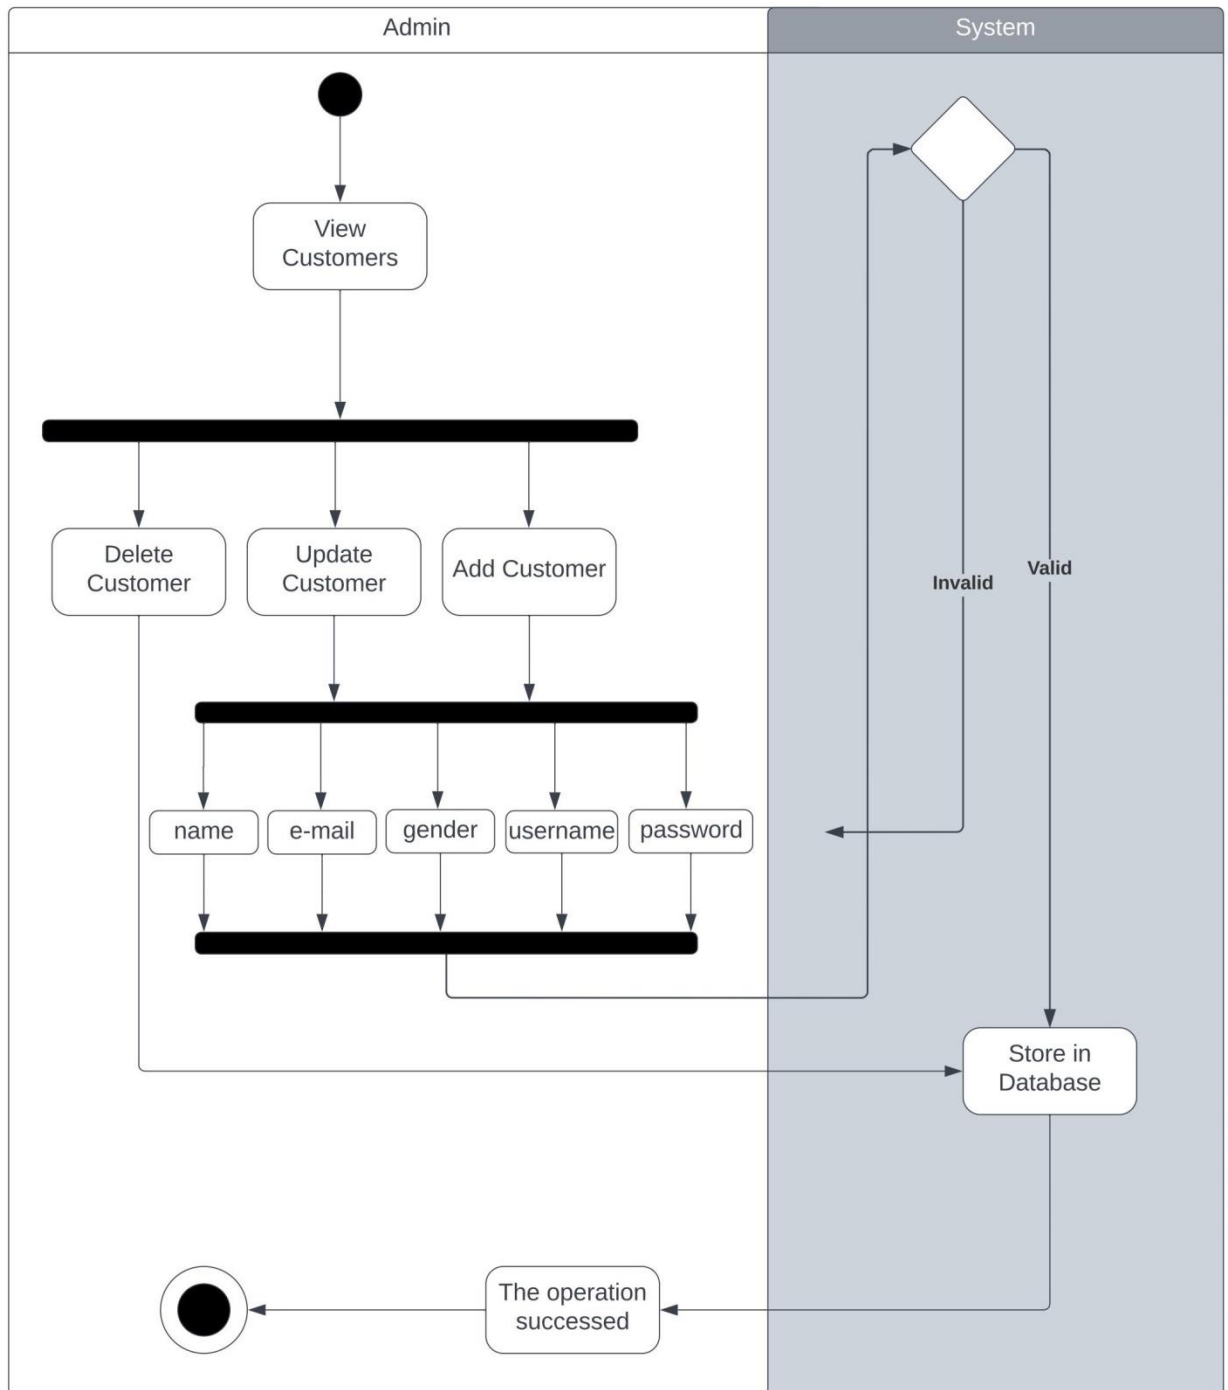 Admin
System
View
Customers
Delete
Customer
Update
Customer
Add Customer
Invalid
Valid
name
e-mail
gender
username
password
Store in
Database
The operation
successed